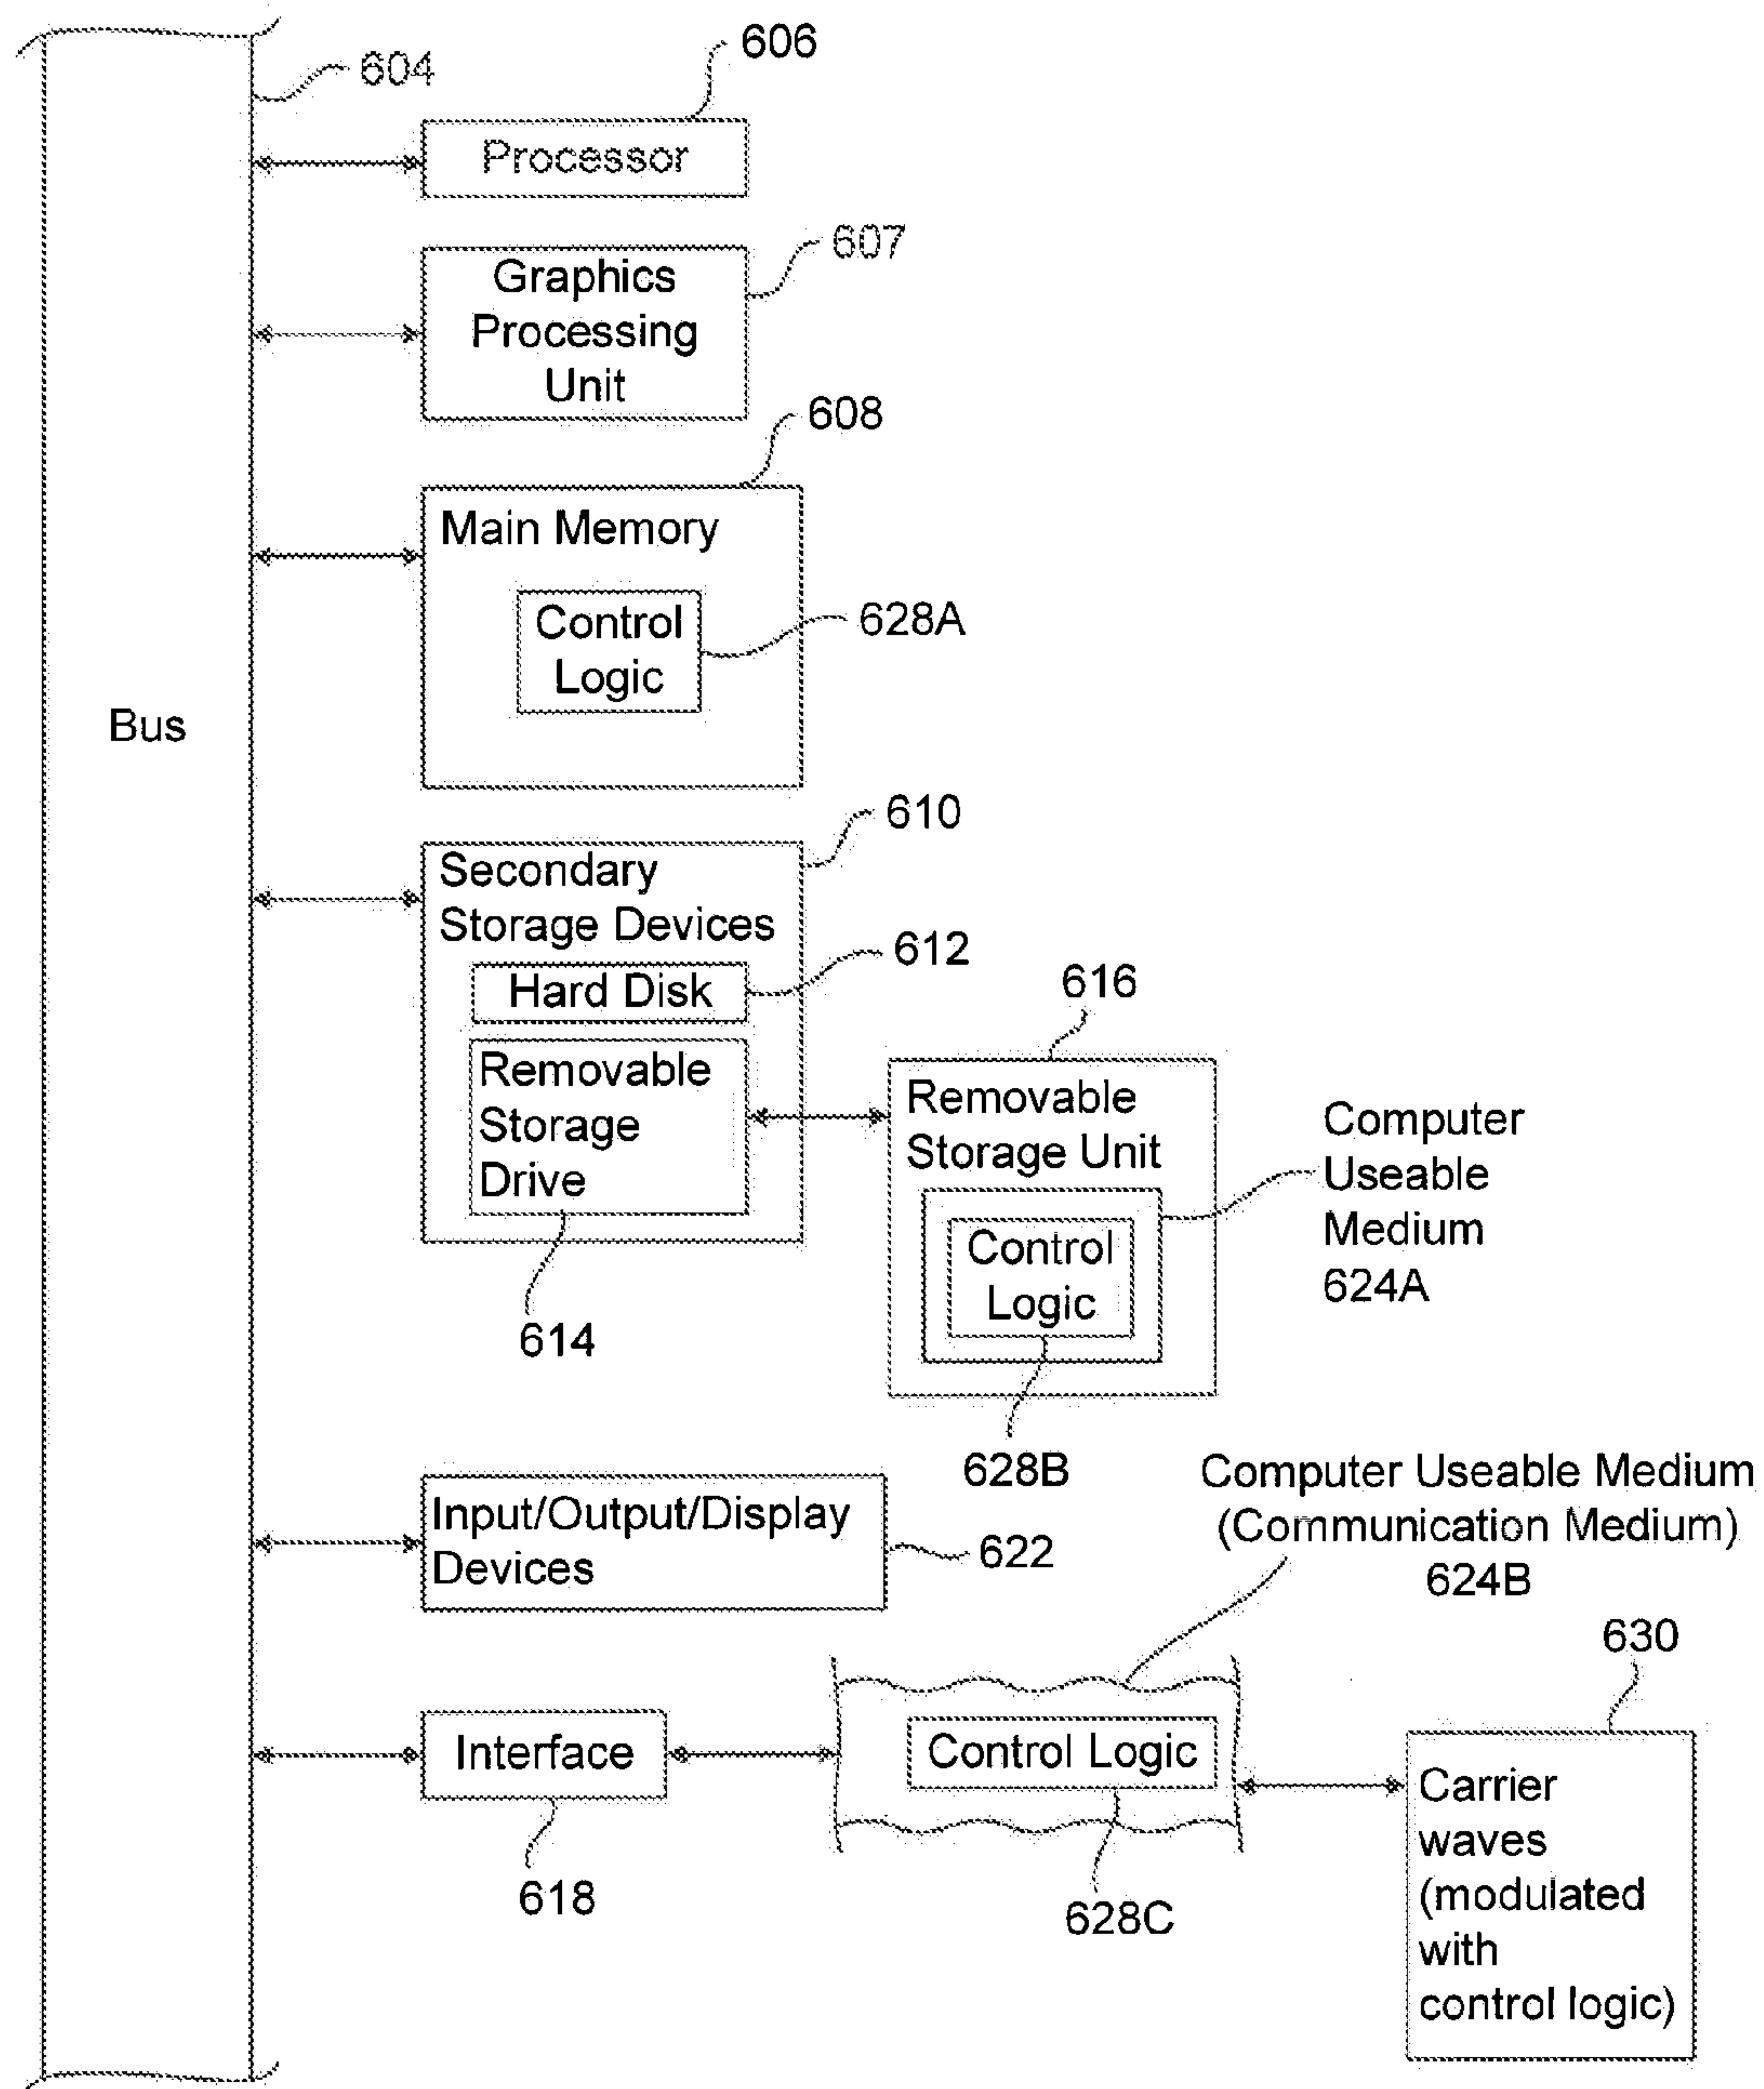 606
604
Processor
607
Graphics
Processing
Unit
608
Main Memory
Control
Logic
628A
Bus
610
Secondary
Storage Devices
612
Hard Disk
616
Removable
Storage
Drive
Removable
Storage Unit
Computer
Useable
Medium
624A
Control
Logic
614
628B
Computer Useable Medium
(Communication Medium)
624B
Input/Output/Display
Devices
622
630
Interface
Control Logic
Carrier
waves
(modulated
with
control logic)
618
628C